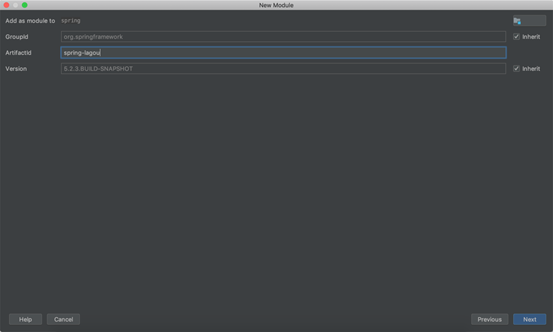 New Module
Add as module to spring
GroupId org.springframework Inherit
ArtifactId spring-lagou
Version 5.2.3.BUILD-SNAPSHOT Inherit
Help Cancel Previous Next